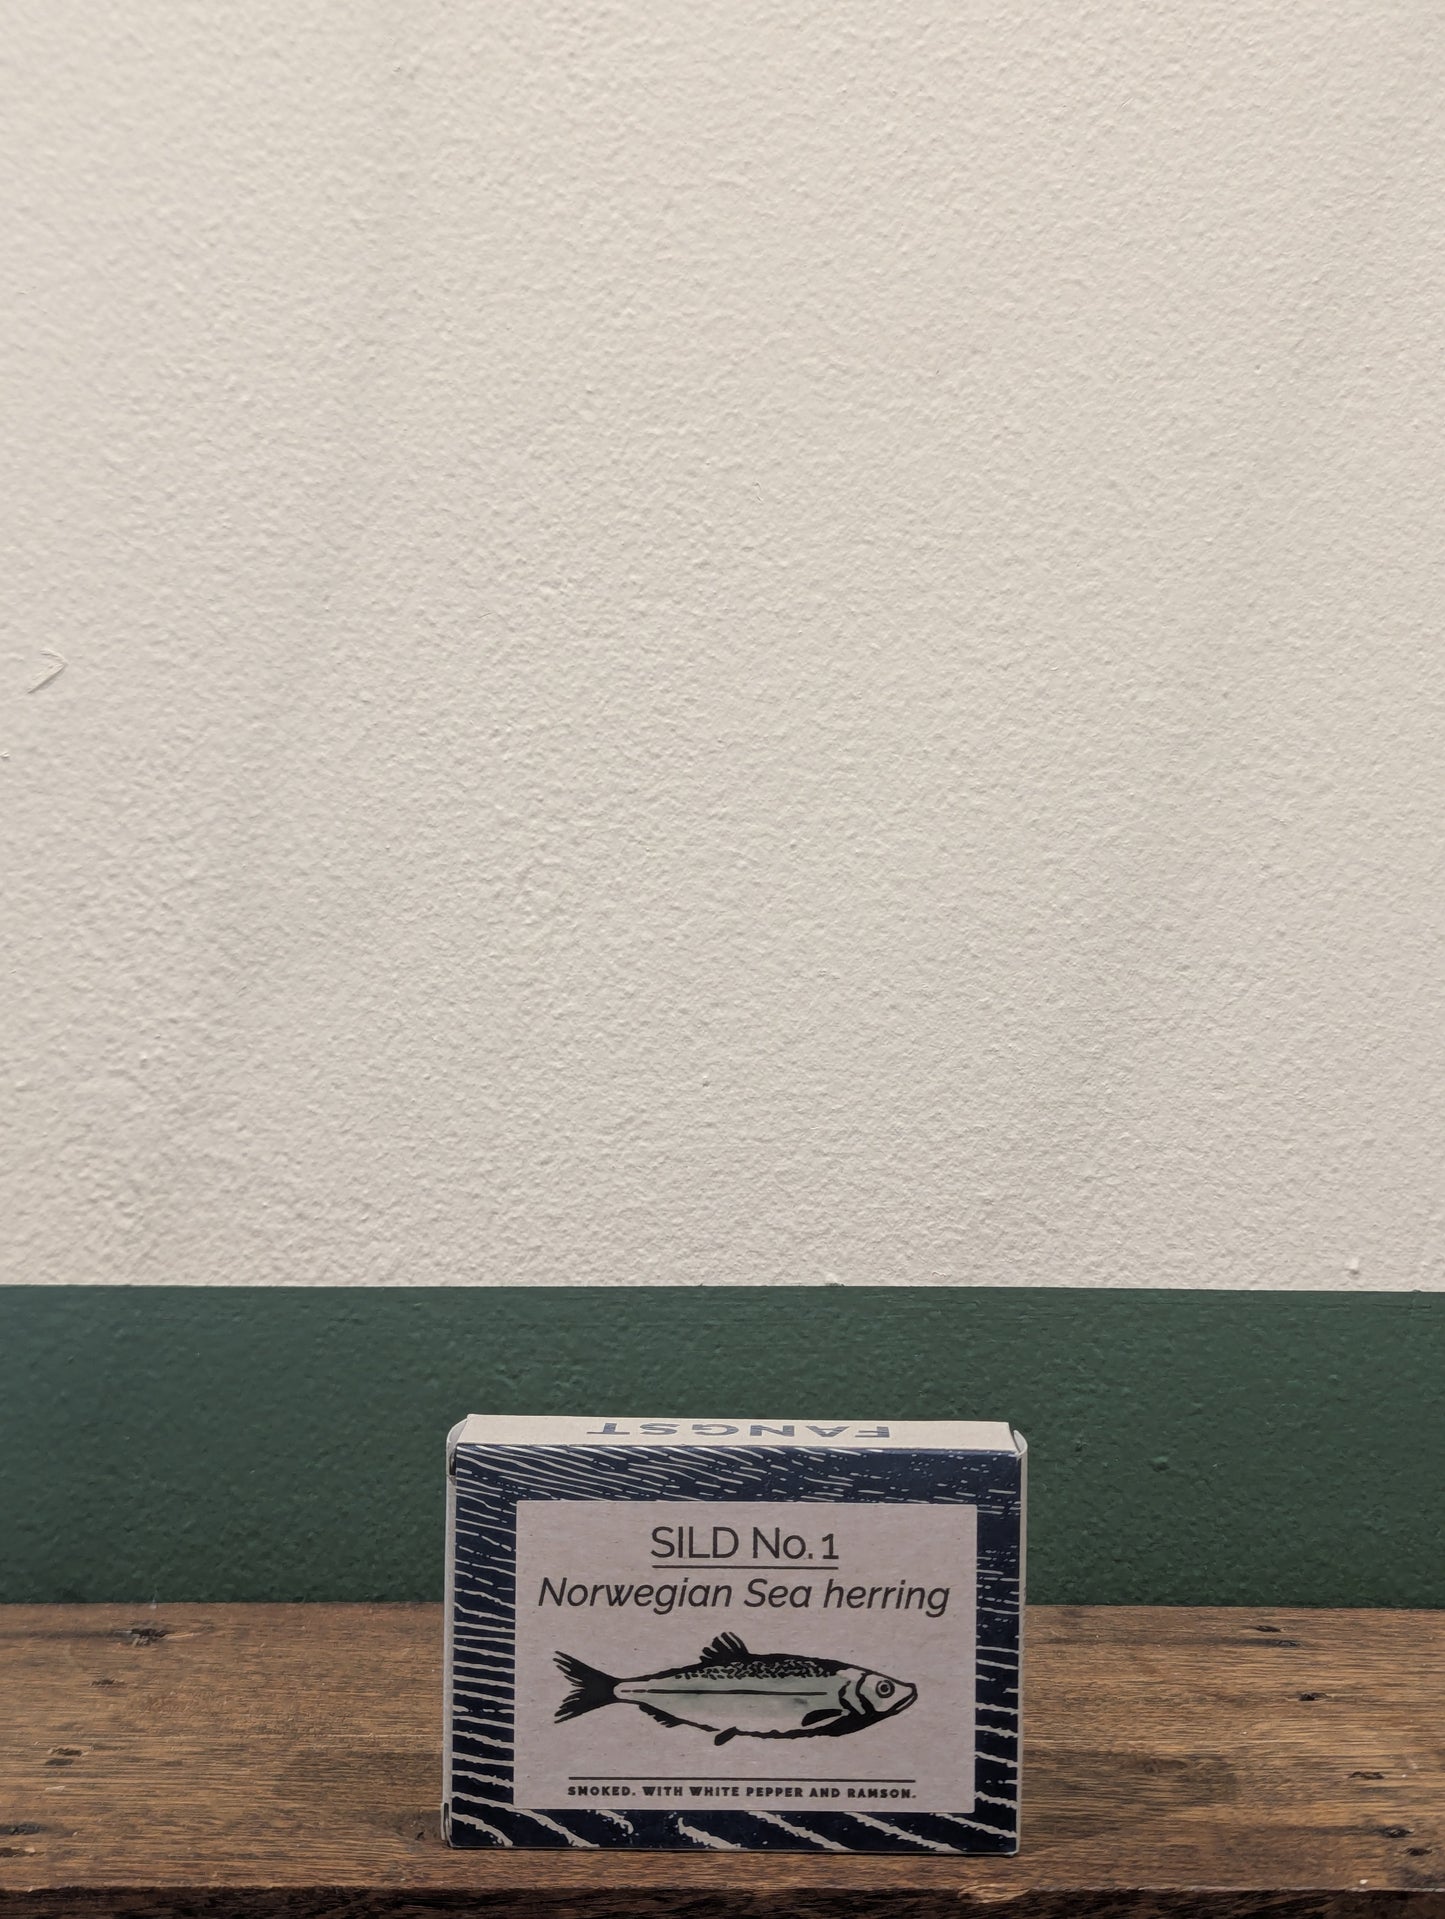 FANGST
SILD No. 1
Norwegian Sea herring
SMOKED. WITH WHITE PEPPER AND RAMSON.